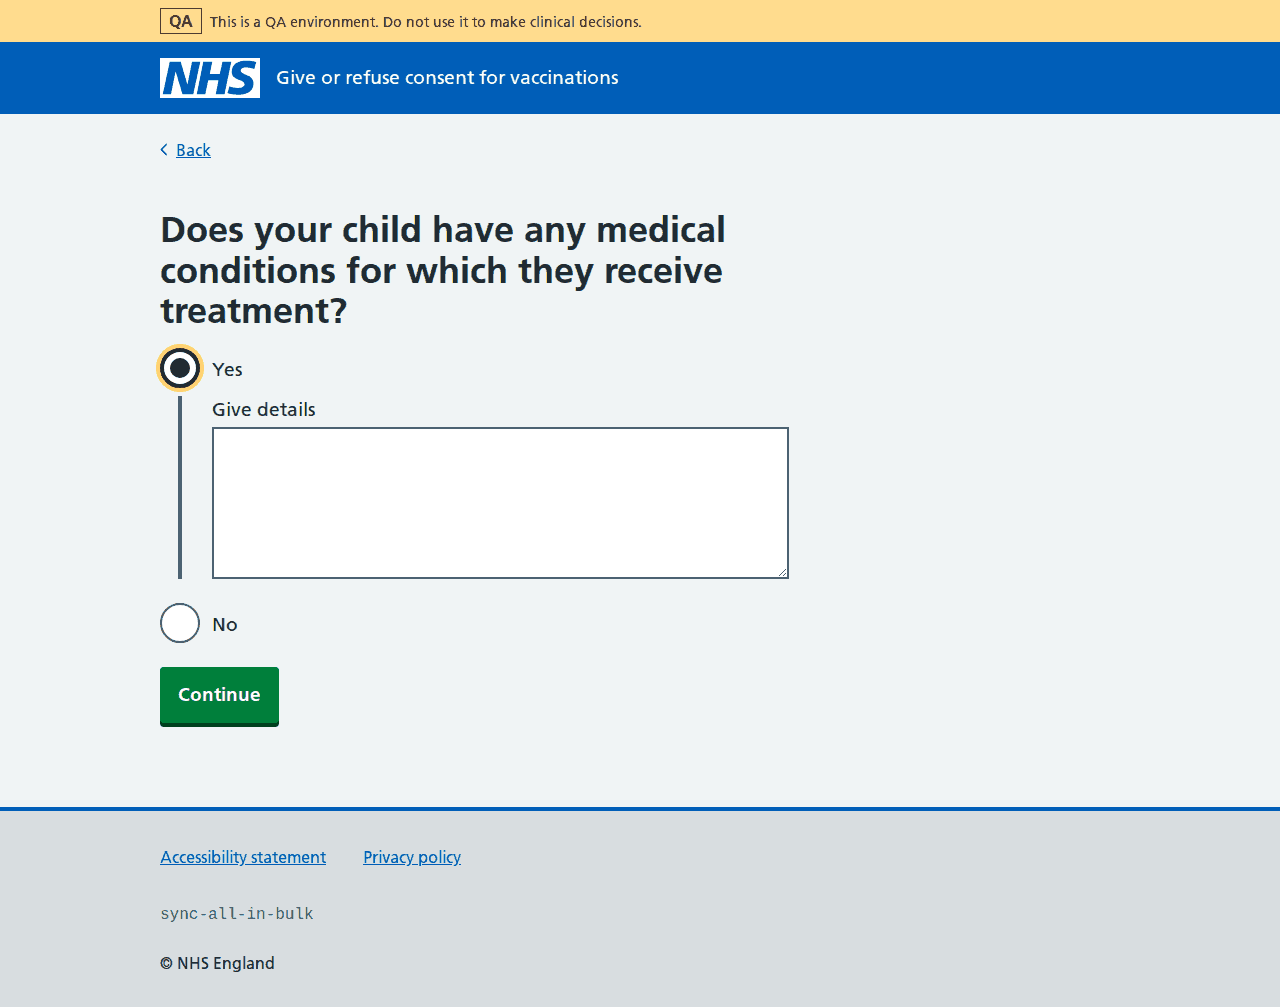 QA This is a QA environment. Do not use it to make clinical decisions.
NHS Give or refuse consent for vaccinations
Back
Does your child have any medical
conditions for which they receive
treatment?
Yes
Give details
No
Continue
Accessibility statement Privacy policy
sync-all-in-bulk
© NHS England